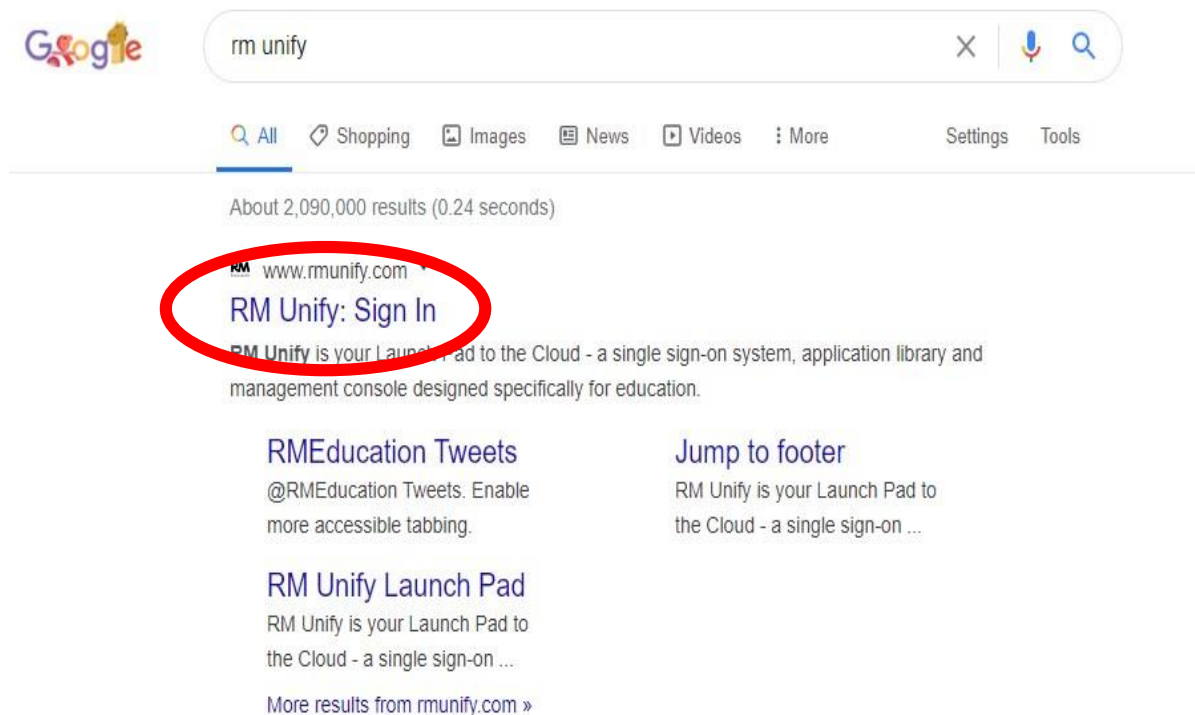 Google
rm unify
All Shopping Images News Videos More Settings Tools
About 2,090,000 results (0.24 seconds)
RM www.rmunify.com
RM Unify: Sign In
RM Unify is your Launch Pad to the Cloud - a single sign-on system, application library and
management console designed specifically for education.
RMEducation Tweets
@RMEducation Tweets. Enable
more accessible tabbing.
Jump to footer
RM Unify is your Launch Pad to
the Cloud - a single sign-on ...
RM Unify Launch Pad
RM Unify is your Launch Pad to
the Cloud - a single sign-on ...
More results from rmunify.com »